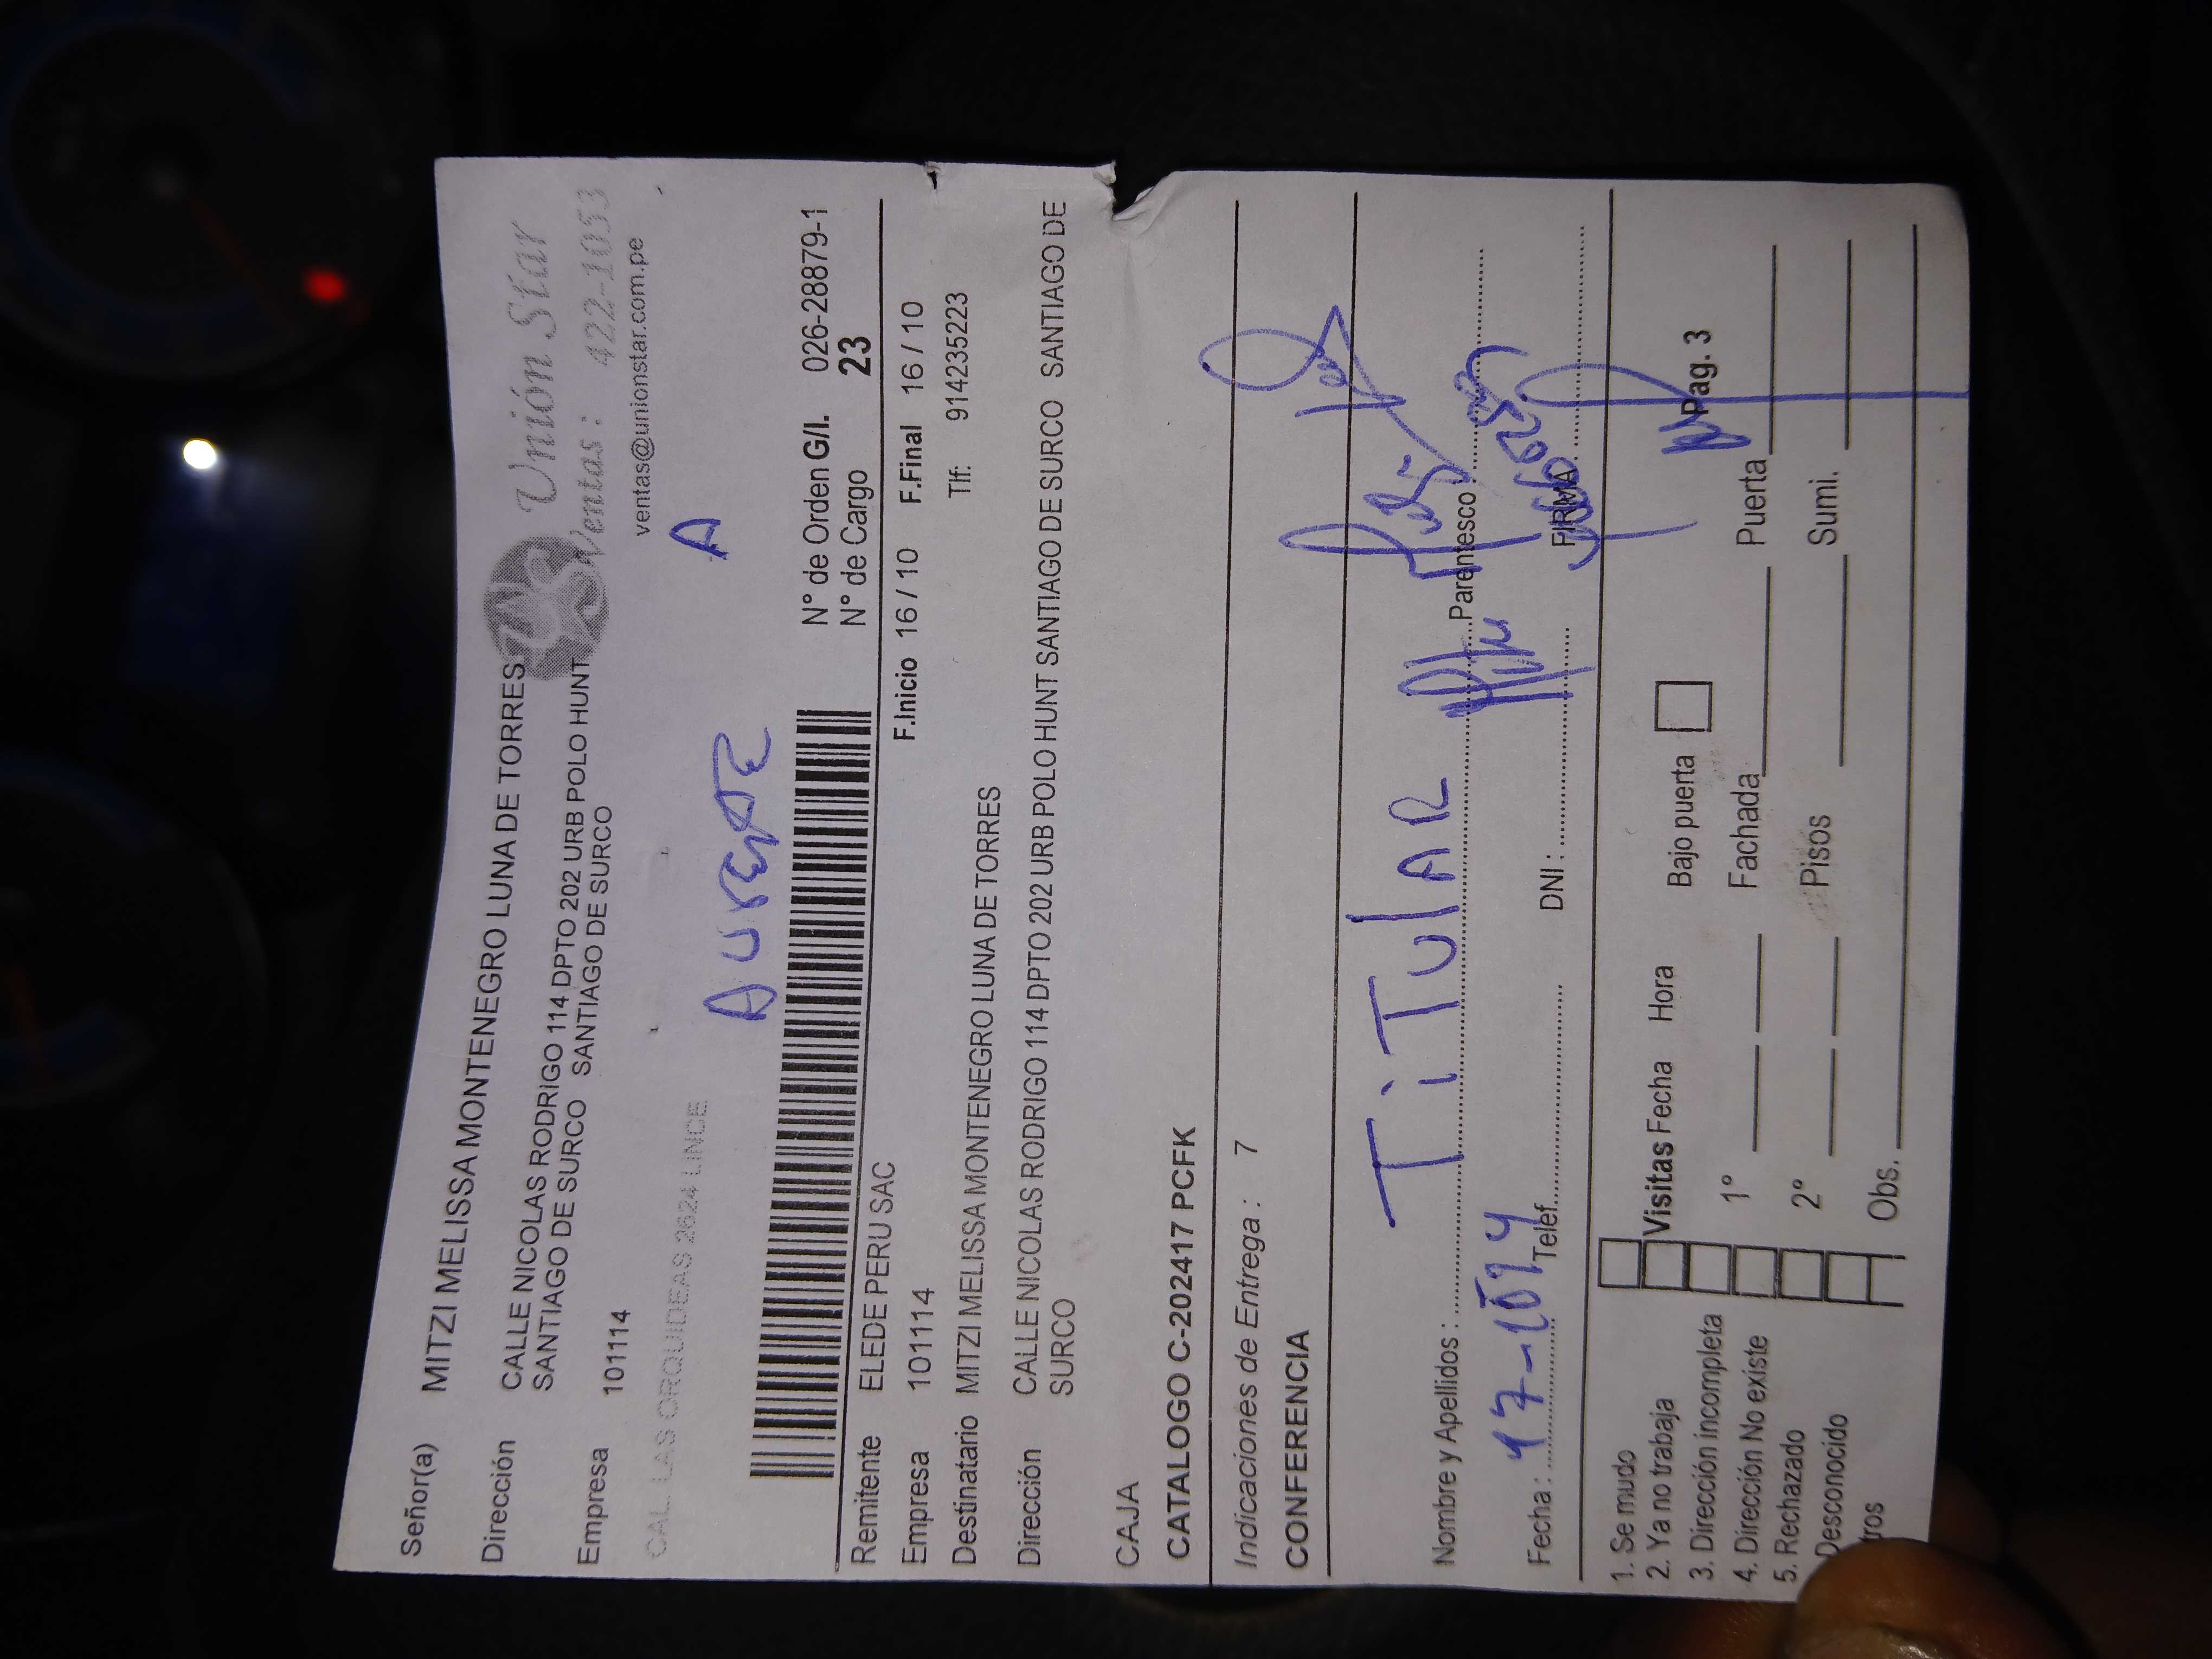 Señor(a) MITZI MELISSA MONTENEGRO LUNA DE TORRES
Unión Star
Dirección CALLE NICOLAS RODRIGO 114 DPTO 202 URB POLO HUNT
SANTIAGO DE SURCO SANTIAGO DE SURCO
Ventas : 422-1053
Empresa 101114
ventas@unionstar.com.pe
CAL. LAS ORQUIDEAS 2624 LINCE
A
AUSENTE
N° de Orden G/I. 026-28879-1
N° de Cargo 23
Remitente ELEDE PERU SAC
Empresa 101114 F.Inicio 16 / 10 F.Final 16 / 10
Destinatario MITZI MELISSA MONTENEGRO LUNA DE TORRES Tlf: 914235223
Dirección CALLE NICOLAS RODRIGO 114 DPTO 202 URB POLO HUNT SANTIAGO DE SURCO SANTIAGO DE
SURCO
CAJA
CATALOGO C-202417 PCFK
Indicaciones de Entrega : 7
CONFERENCIA
TiTulAR
Nombre y Apellidos : Parentesco :
Fecha : Telef. DNI : FIRMA
1. Se mudo
2. Ya no trabaja
3. Dirección incompleta
4. Dirección No existe
5. Rechazado
Desconocido
tros
Visitas Fecha Hora Bajo puerta Pag. 3
1° Fachada Puerta
2° Pisos Sumi.
Obs.